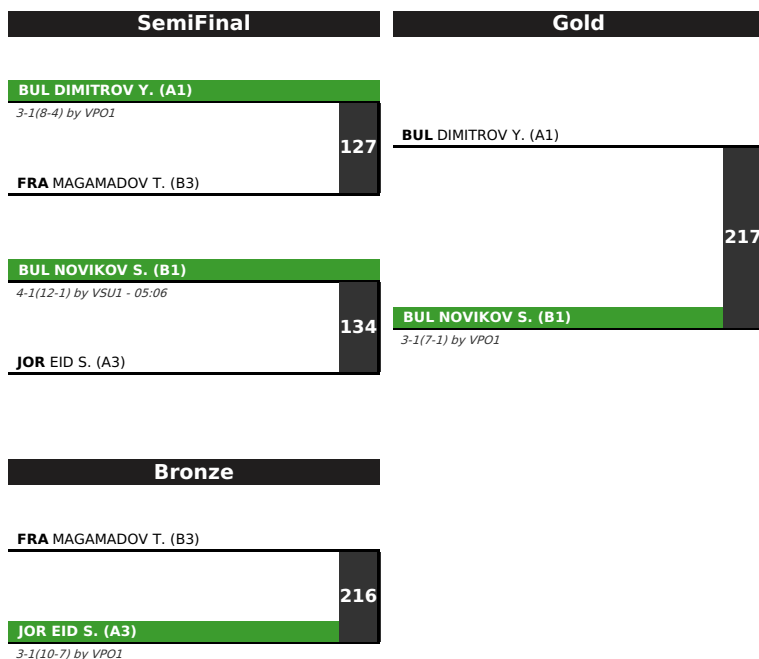 SemiFinal
BUL DIMITROV Y. (A1)
3-1(8-4) by VPO1
127
FRA MAGAMADOV T. (B3)
BUL NOVIKOV S. (B1)
4-1(12-1) by VSU1 - 05:06
134
JOR EID S. (A3)
Gold
BUL DIMITROV Y. (A1)
217
BUL NOVIKOV S. (B1)
3-1(7-1) by VPO1
Bronze
FRA MAGAMADOV T. (B3)
216
JOR EID S. (A3)
3-1(10-7) by VPO1